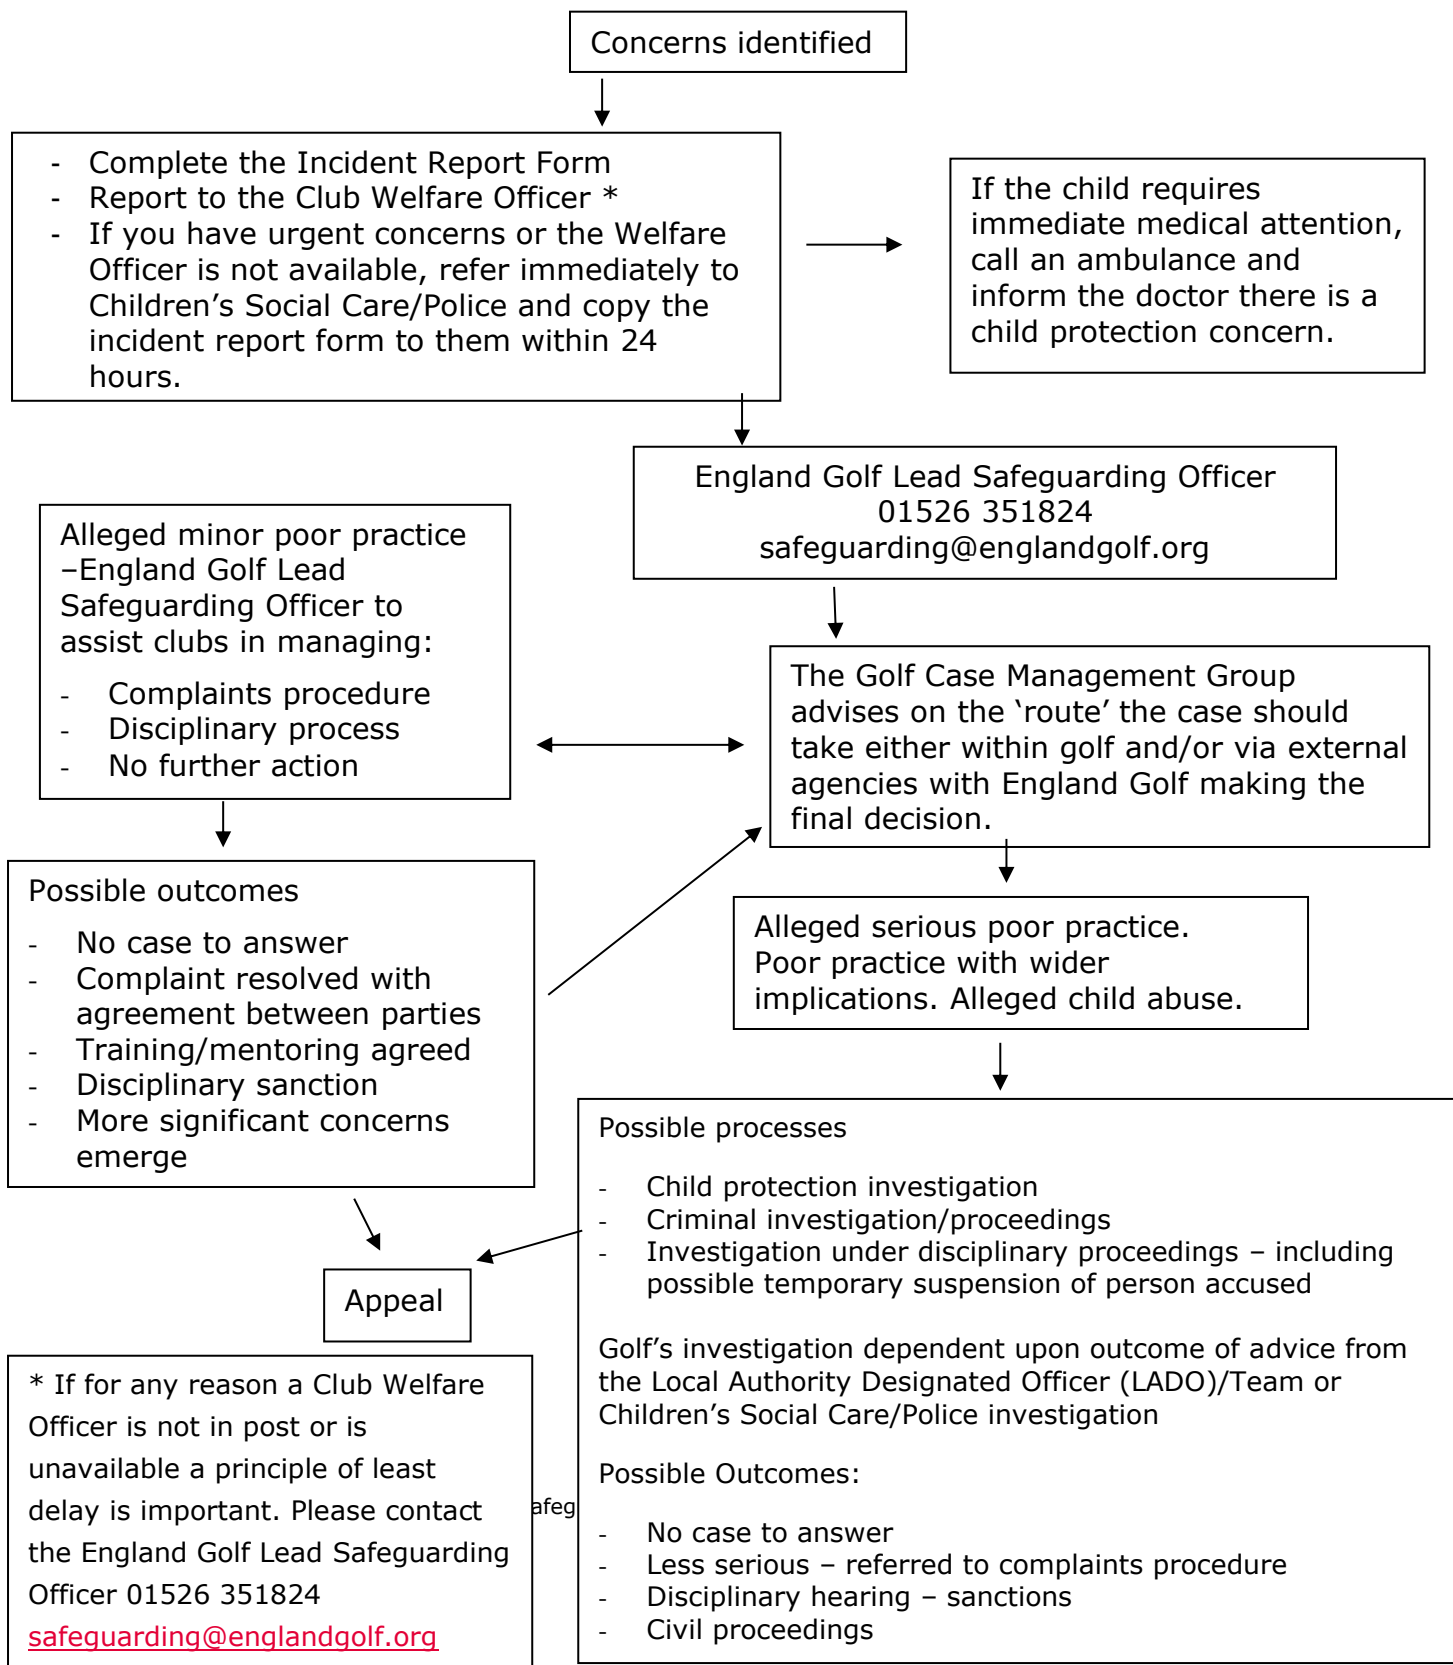 Concerns identified
- Complete the Incident Report Form
- Report to the Club Welfare Officer *
- If you have urgent concerns or the Welfare
Officer is not available, refer immediately to
Children’s Social Care/Police and copy the
incident report form to them within 24
hours.
If the child requires
immediate medical attention,
call an ambulance and
inform the doctor there is a
child protection concern.
England Golf Lead Safeguarding Officer
01526 351824
safeguarding@englandgolf.org
Alleged minor poor practice
–England Golf Lead
Safeguarding Officer to
assist clubs in managing:
- Complaints procedure
- Disciplinary process
- No further action
The Golf Case Management Group
advises on the ‘route’ the case should
take either within golf and/or via external
agencies with England Golf making the
final decision.
Possible outcomes
- No case to answer
- Complaint resolved with
agreement between parties
- Training/mentoring agreed
- Disciplinary sanction
- More significant concerns
emerge
Alleged serious poor practice.
Poor practice with wider
implications. Alleged child abuse.
Possible processes
- Child protection investigation
- Criminal investigation/proceedings
- Investigation under disciplinary proceedings – including
possible temporary suspension of person accused
Golf’s investigation dependent upon outcome of advice from
the Local Authority Designated Officer (LADO)/Team or
Children’s Social Care/Police investigation
Possible Outcomes:
- No case to answer
- Less serious – referred to complaints procedure
- Disciplinary hearing – sanctions
- Civil proceedings
Appeal
* If for any reason a Club Welfare
Officer is not in post or is
unavailable a principle of least
delay is important. Please contact
the England Golf Lead Safeguarding
Officer 01526 351824
safeguarding@englandgolf.org
afeg